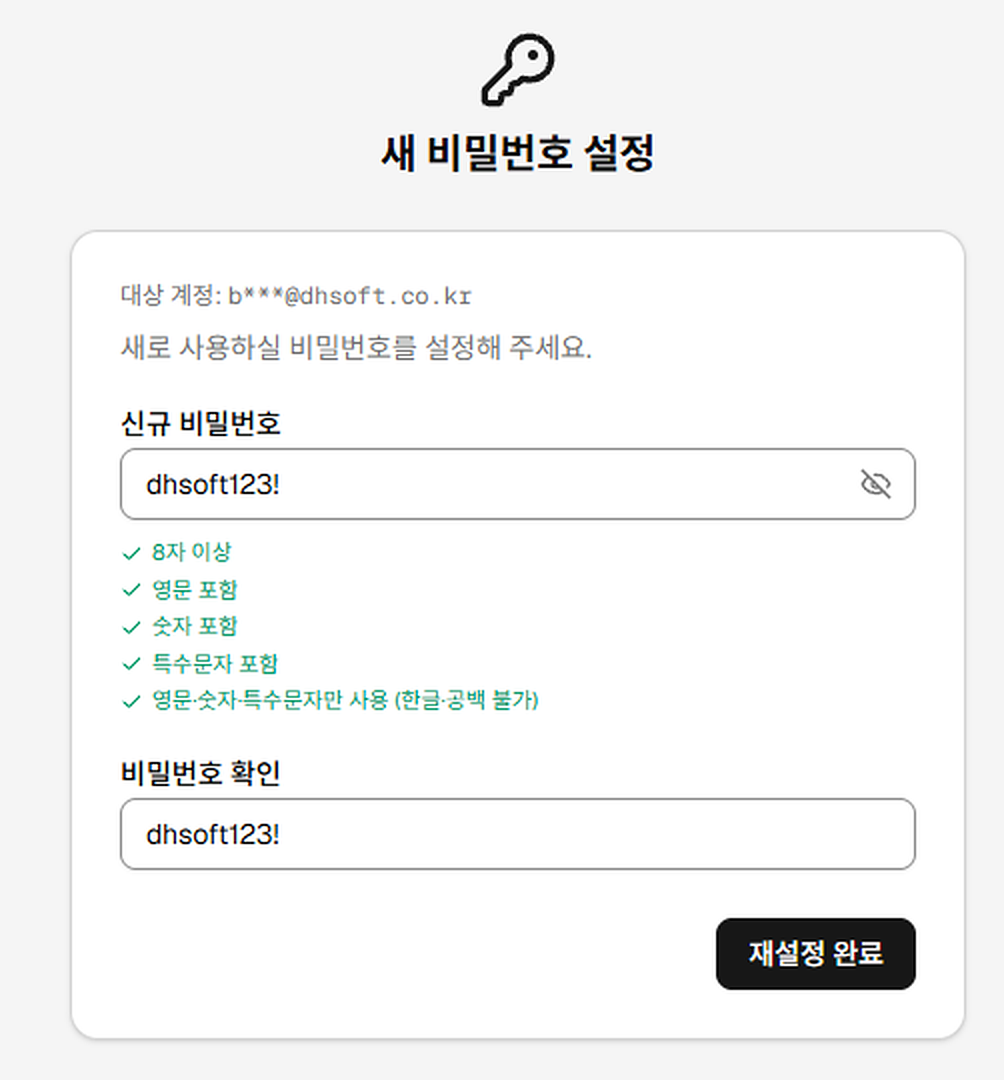 새 비밀번호 설정
대상 계정: b***@dhsoft.co.kr
새로 사용하실 비밀번호를 설정해 주세요.
신규 비밀번호
dhsoft123!
8자 이상
영문 포함
숫자 포함
특수문자 포함
영문·숫자·특수문자만 사용 (한글·공백 불가)
비밀번호 확인
dhsoft123!
재설정 완료